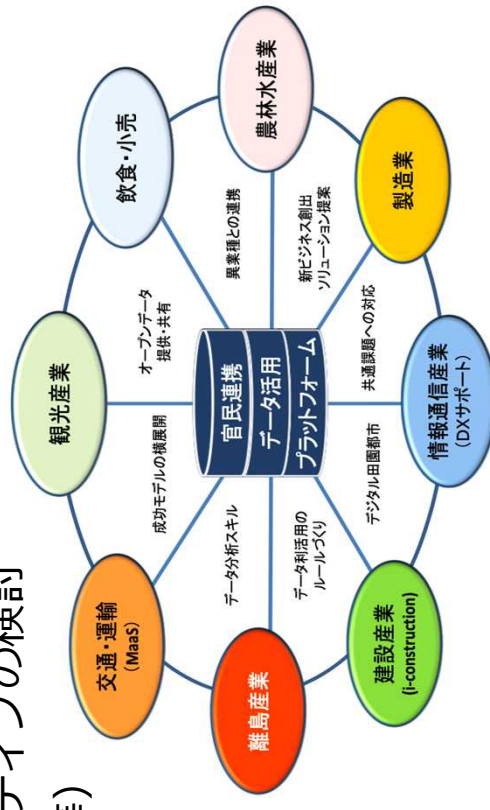 ティブの検討
観光産業
飲食・小売
農林水産業
製造業
情報通信産業
(DXサポート)
建設産業
(i-construction)
離島産業
交通・運輸
(MaaS)
オープンデータ
提供・共有
異業種との連携
新ビジネス創出
ソリューション提案
共通課題への対応
デジタル田園都市
データ利活用の
ルールづくり
データ分析スキル
成功モデルの横展開
官民連携
データ活用
プラットフォーム